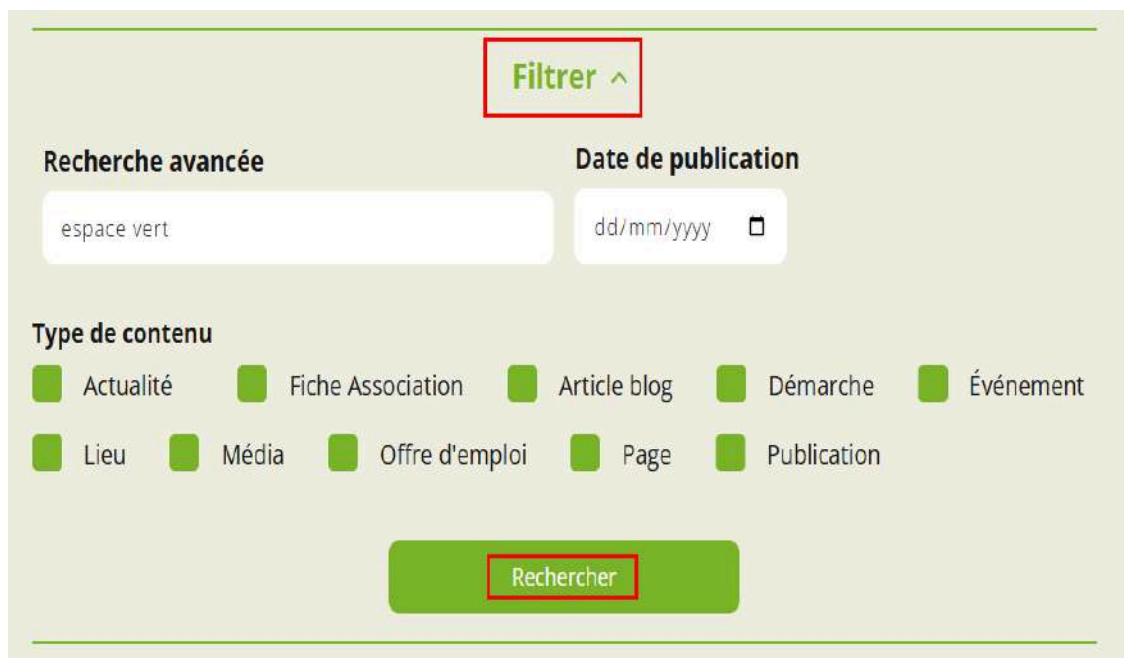 Filtrer
Recherche avancée
Date de publication
espace vert
dd/mm/yyyy
Type de contenu
Actualité Fiche Association Article blog Démarche Événement
Lieu Média Offre d'emploi Page Publication
Rechercher